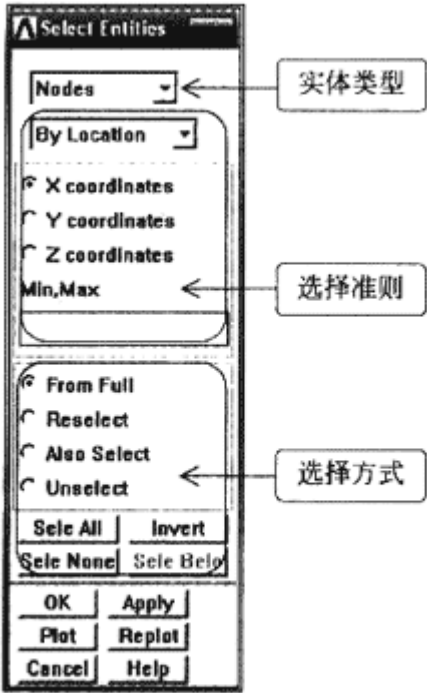 Select Entities
Nodes
实体类型
By Location
X coordinates
Y coordinates
Z coordinates
Min,Max
选择准则
From Full
Reselect
Also Select
选择方式
Unselect
Sele All Invert
Sele None Sele Belo
OK Apply
Plot Replot
Cancel Help